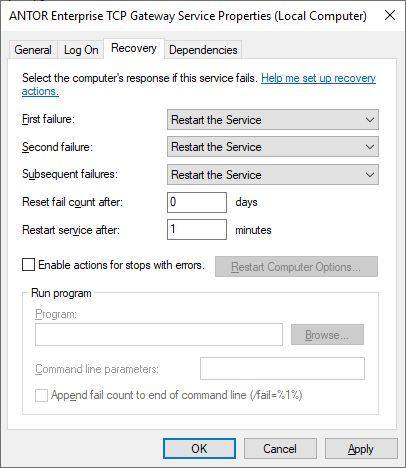 ANTOR Enterprise TCP Gateway Service Properties (Local Computer)
General Log On Recovery Dependencies
Select the computer's response if this service fails. Help me set up recovery
actions.
First failure: Restart the Service
Second failure: Restart the Service
Subsequent failures: Restart the Service
Reset fail count after: 0 days
Restart service after: 1 minutes
Enable actions for stops with errors. Restart Computer Options...
Run program
Program:
Browse...
Command line parameters:
Append fail count to end of command line (/fail=%1%)
OK Cancel Apply